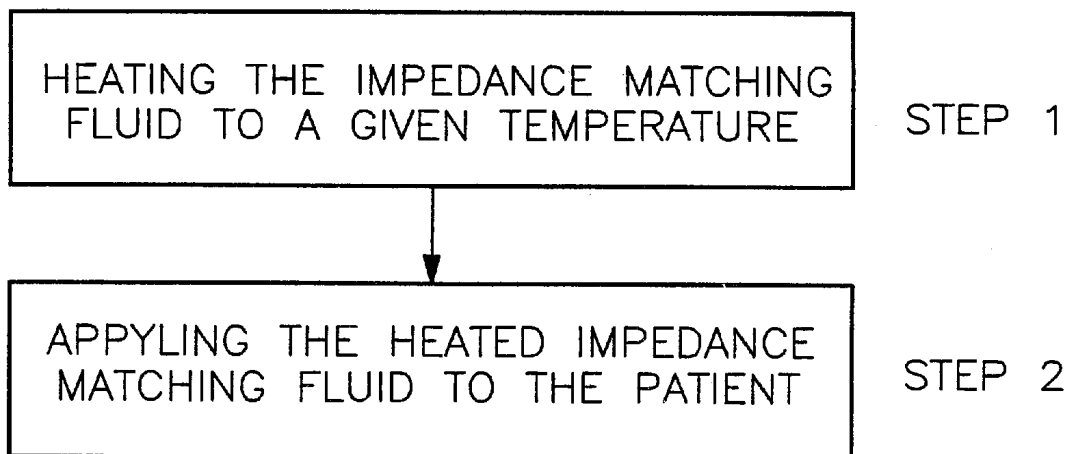 HEATING THE IMPEDANCE MATCHING
FLUID TO A GIVEN TEMPERATURE
STEP 1
APPYLING THE HEATED IMPEDANCE
MATCHING FLUID TO THE PATIENT
STEP 2